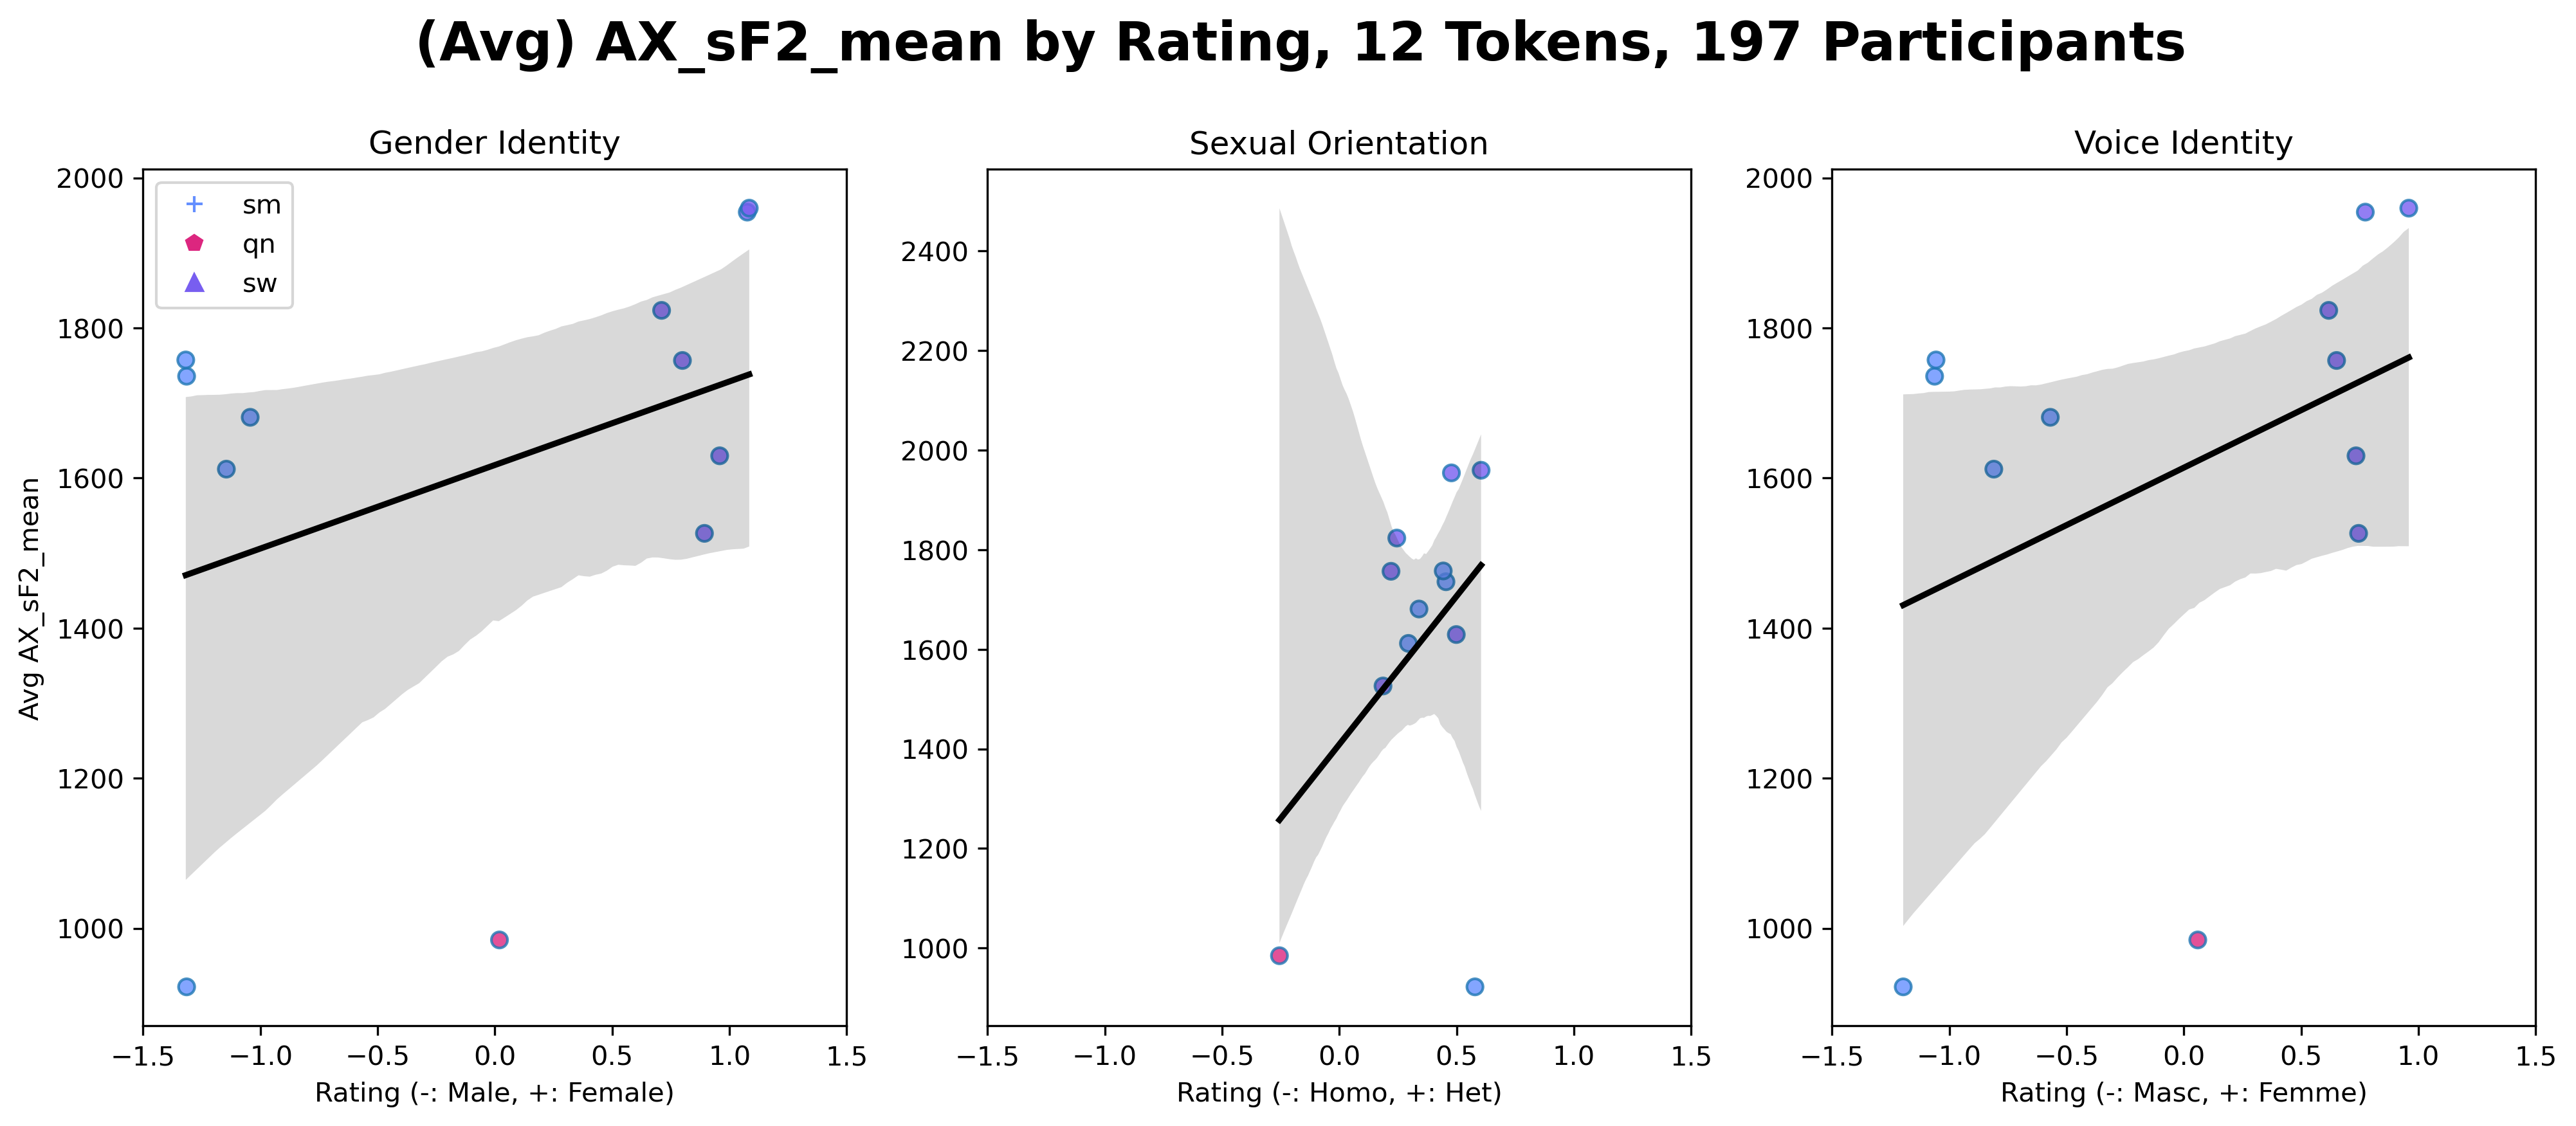 (Avg) AX_sF2_mean by Rating, 12 Tokens, 197 Participants
Gender Identity
sm
qn
sw
2000
1800
1600
1400
1200
1000
Avg AX_sF2_mean
−1.5 −1.0 −0.5 0.0 0.5 1.0 1.5
Rating (-: Male, +: Female)
Sexual Orientation
2400
2200
2000
1800
1600
1400
1200
1000
−1.5 −1.0 −0.5 0.0 0.5 1.0 1.5
Rating (-: Homo, +: Het)
Voice Identity
2000
1800
1600
1400
1200
1000
−1.5 −1.0 −0.5 0.0 0.5 1.0 1.5
Rating (-: Masc, +: Femme)